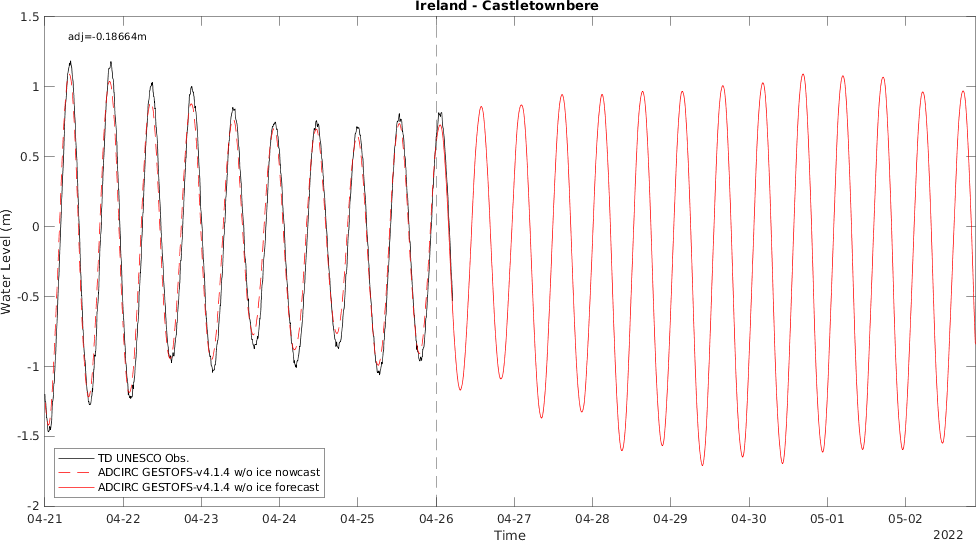 Ireland - Castletownbere
adj=-0.18664m
1.5
1
0.5
0
-0.5
-1
-1.5
-2
Water Level (m)
TD UNESCO Obs.
ADCIRC GESTOFS-v4.1.4 w/o ice nowcast
ADCIRC GESTOFS-v4.1.4 w/o ice forecast
04-21 04-22 04-23 04-24 04-25 04-26 04-27 04-28 04-29 04-30 05-01 05-02
Time
2022